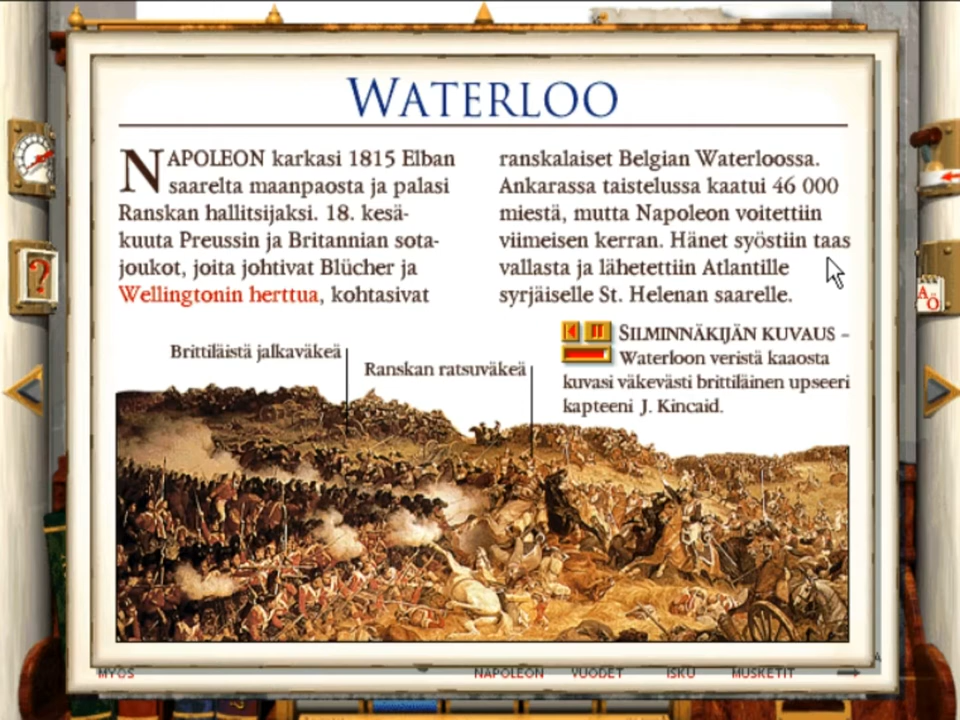 WATERLOO
NAPOLEON karkasi 1815 Elban
saarelta maanpaosta ja palasi
Ranskan hallitsijaksi. 18. kesä-
kuuta Preussin ja Britannian sota-
joukot, joita johtivat Blücher ja
Wellingtonin herttua, kohtasivat
ranskalaiset Belgian Waterloossa.
Ankarassa taistelussa kaatui 46 000
miestä, mutta Napoleon voitettiin
viimeisen kerran. Hänet syöstiin taas
vallasta ja lähetettiin Atlantille
syrjäiselle St. Helenan saarelle.
Brittiläistä jalkaväkeä
Ranskan ratsuväkeä
SILMINNÄKIJÄN KUVAUS –
Waterloon veristä kaaosta
kuvasi väkevästi brittiläinen upseeri
kapteeni J. Kincaid.
?
A Ö
MYÖS NAPOLEON VUODET ISKU MUSKETIT